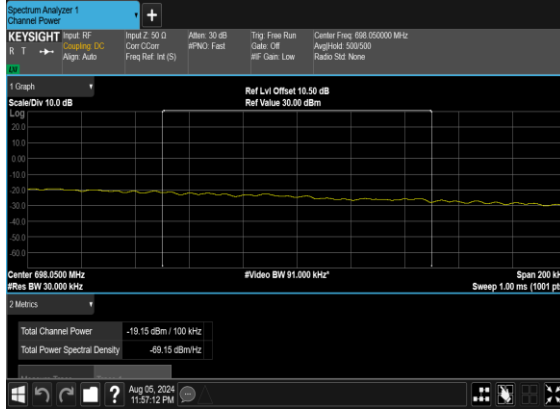 Spectrum Analyzer 1
Channel Power
+
KEYSIGHT
R T
LXI
Input: RF
Coupling: DC
Align: Auto
Input Z: 50 Ω
Corr CCorr
Freq Ref: Int (S)
Atten: 30 dB
#PNO: Fast
Trig: Free Run
Gate: Off
#IF Gain: Low
Center Freq: 698.050000 MHz
Avg|Hold: 500/500
Radio Std: None
1 Graph
Scale/Div 10.0 dB
Ref Lvl Offset 10.50 dB
Ref Value 30.00 dBm
Log
20.0
10.0
0.00
-10.0
-20.0
-30.0
-40.0
-50.0
-60.0
Center 698.0500 MHz
#Res BW 30.000 kHz
#Video BW 91.000 kHz*
Span 200 kH
Sweep 1.00 ms (1001 pt
2 Metrics
Total Channel Power -19.15 dBm / 100 kHz
Total Power Spectral Density -69.15 dBm/Hz
?
Aug 05, 2024
11:57:12 PM